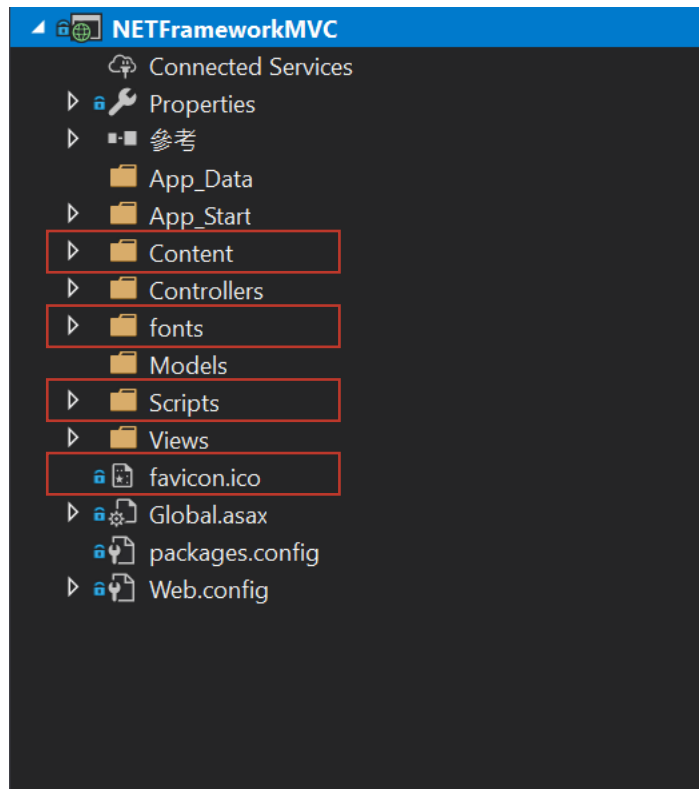 NETFrameworkMVC
Connected Services
Properties
參考
App_Data
App_Start
Content
Controllers
fonts
Models
Scripts
Views
favicon.ico
Global.asax
packages.config
Web.config